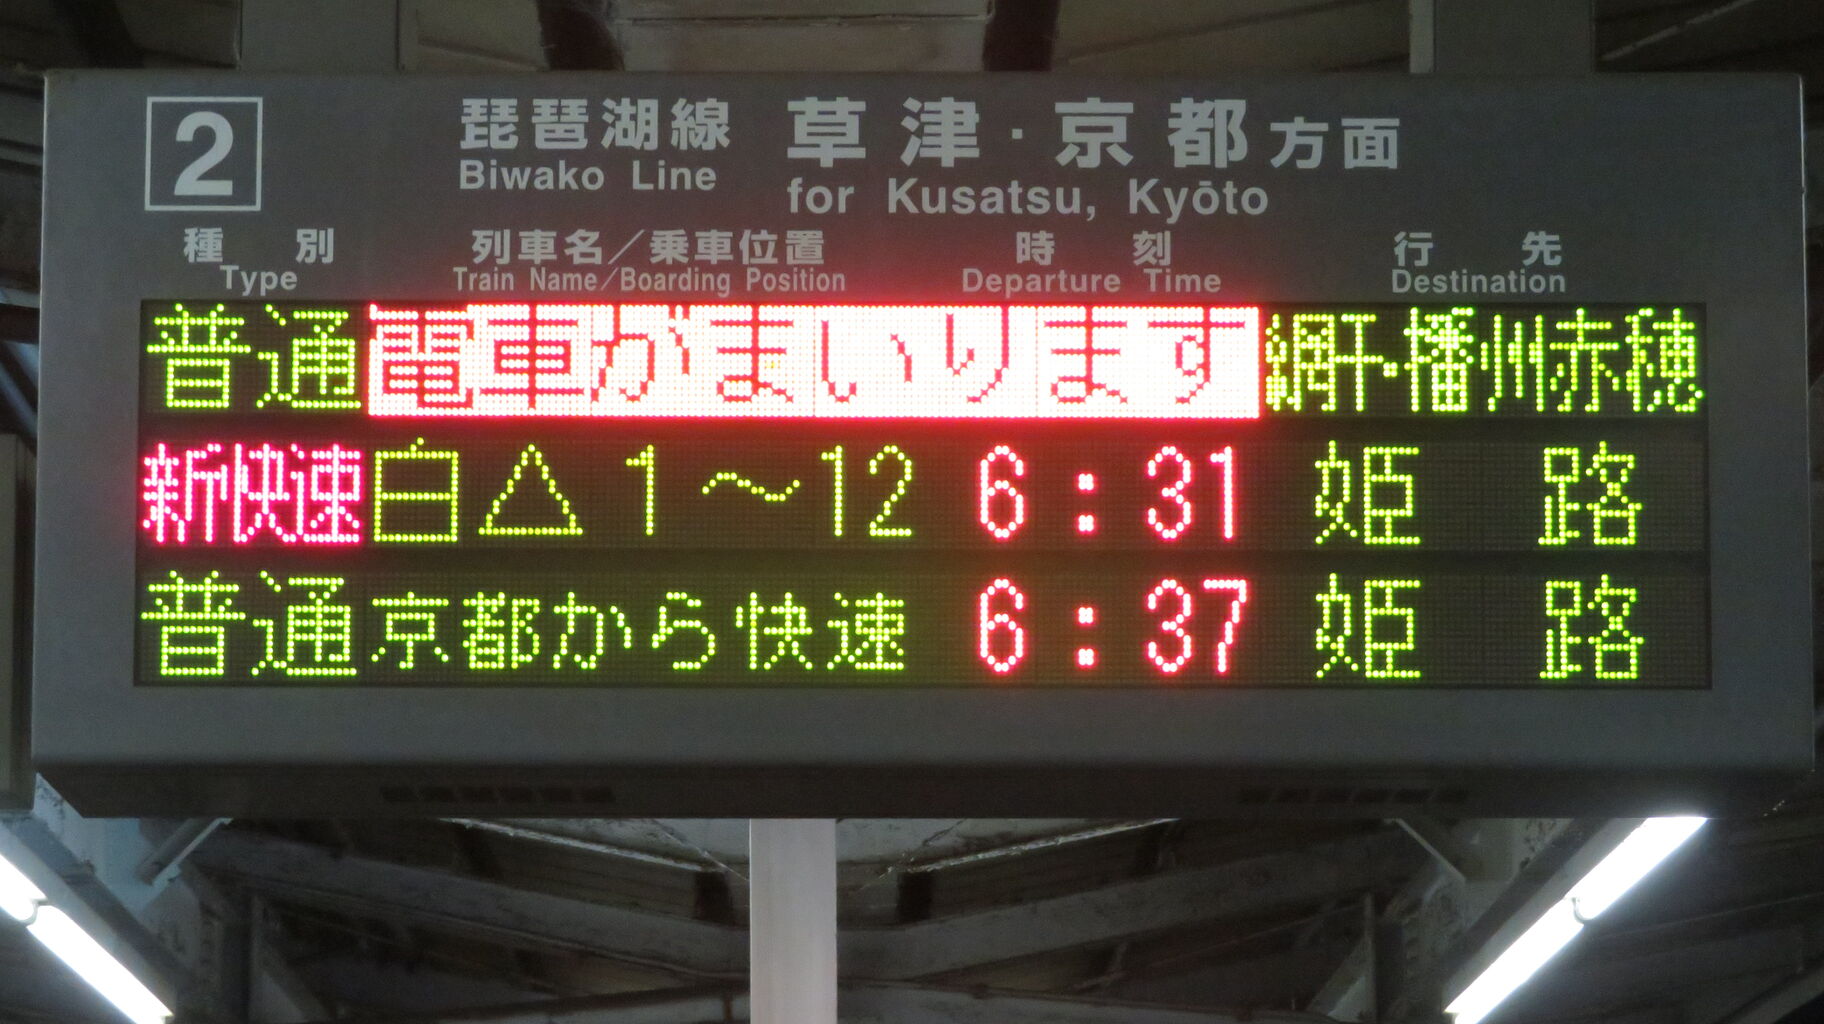 2 琵琶湖線 草津・京都方面
Biwako Line for Kusatsu, Kyōto
種別 列車名/乗車位置 時刻 行先
Type Train Name/Boarding Position Departure Time Destination
普通 電車がまいります 網干・播州赤穂
新快速 白△1~12 6:31 姫路
普通 京都から快速 6:37 姫路